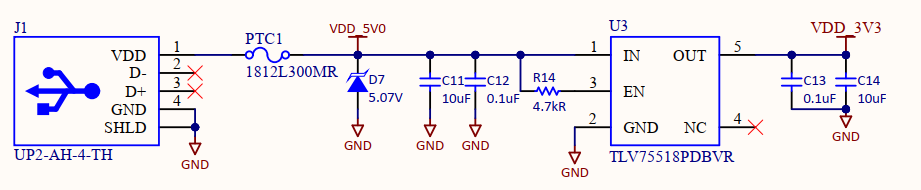 J1
VDD
D-
D+
GND
SHLD
1
2
3
4
UP2-AH-4-TH
GND
PTC1
1812L300MR
VDD_5V0
D7
5.07V
GND
C11
10uF
GND
C12
0.1uF
GND
R14
4.7kR
U3
1
3
2
IN
EN
GND
OUT
NC
5
4
TLV75518PDBVR
GND
VDD_3V3
C13
0.1uF
C14
10uF
GND